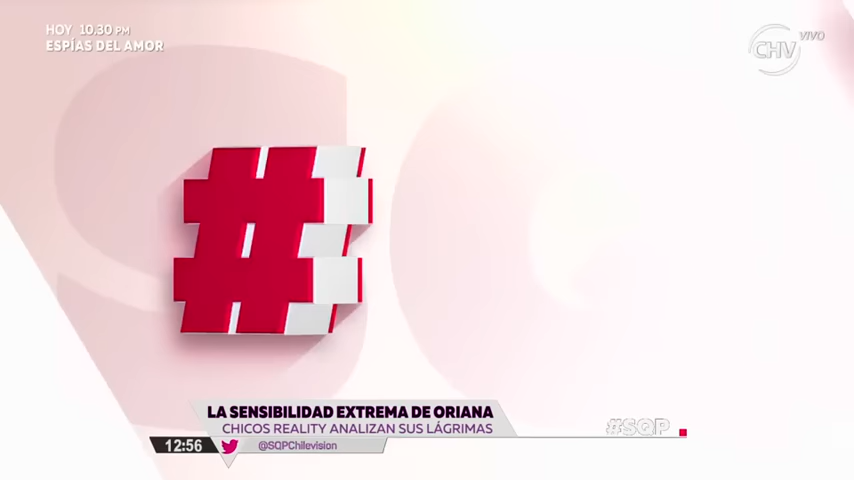 HOY 10.30 PM
ESPÍAS DEL AMOR
CHV VIVO
#
LA SENSIBILIDAD EXTREMA DE ORIANA
CHICOS REALITY ANALIZAN SUS LÁGRIMAS
#SQP
12:56
@SQPChilevision